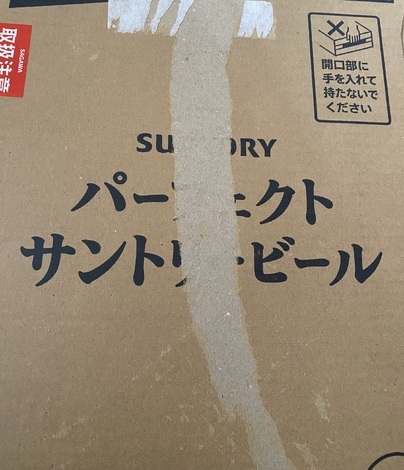 取扱注意
SAGAWA
開口部に
手を入れて
持たないで
ください
SUNTORY
パーフェクト
サントリービール